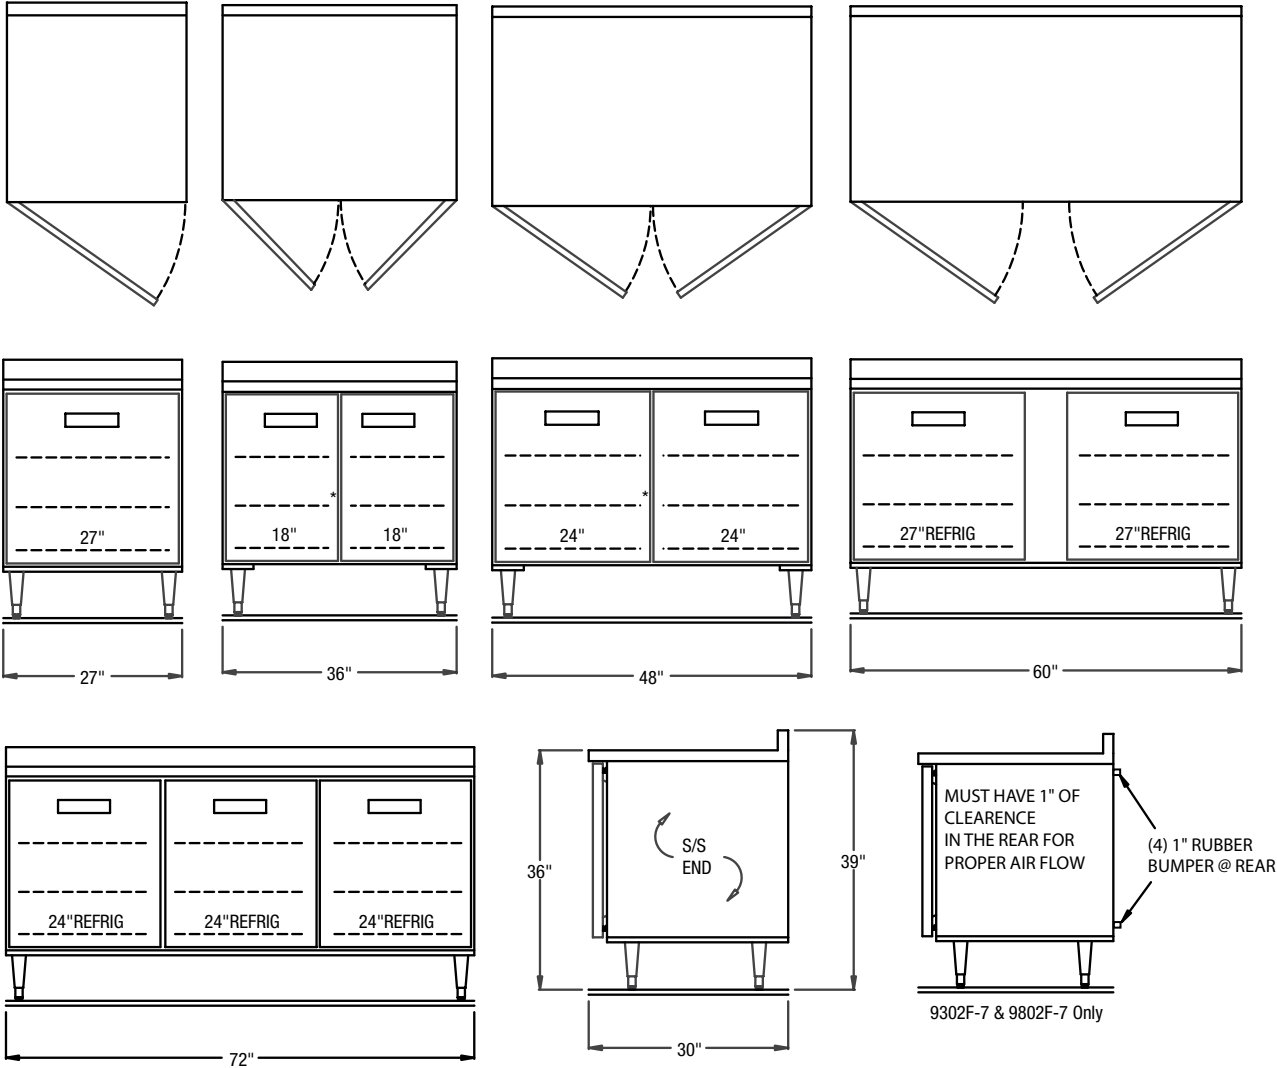 27"
*
18"
18"
*
24"
24"
27"REFRIG
27"REFRIG
27"
36"
48"
60"
24"REFRIG
24"REFRIG
24"REFRIG
72"
36"
S/S
END
39"
30"
MUST HAVE 1" OF
CLEARENCE
IN THE REAR FOR
PROPER AIR FLOW
(4) 1" RUBBER
BUMPER @ REAR
9302F-7 & 9802F-7 Only